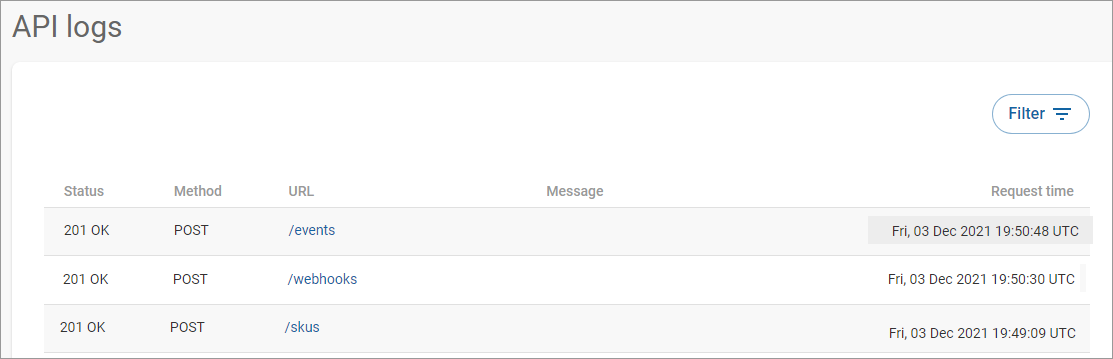 API logs
Filter
Status Method URL Message Request time
201 OK POST /events Fri, 03 Dec 2021 19:50:48 UTC
201 OK POST /webhooks Fri, 03 Dec 2021 19:50:30 UTC
201 OK POST /skus Fri, 03 Dec 2021 19:49:09 UTC